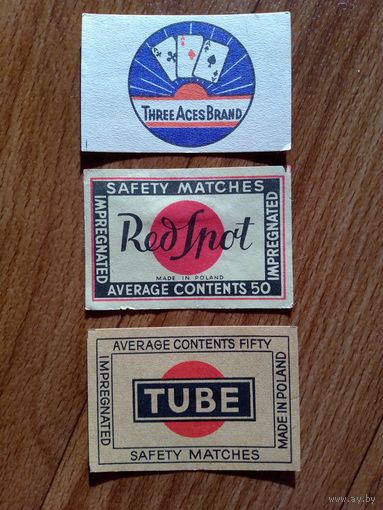 THREE ACES BRAND
SAFETY MATCHES
IMPREGNATED
Red Spot
IMPREGNATED
MADE IN POLAND
AVERAGE CONTENTS 50
AVERAGE CONTENTS FIFTY
IMPREGNATED
TUBE
MADE IN POLAND
SAFETY MATCHES
https://www.ay.by/